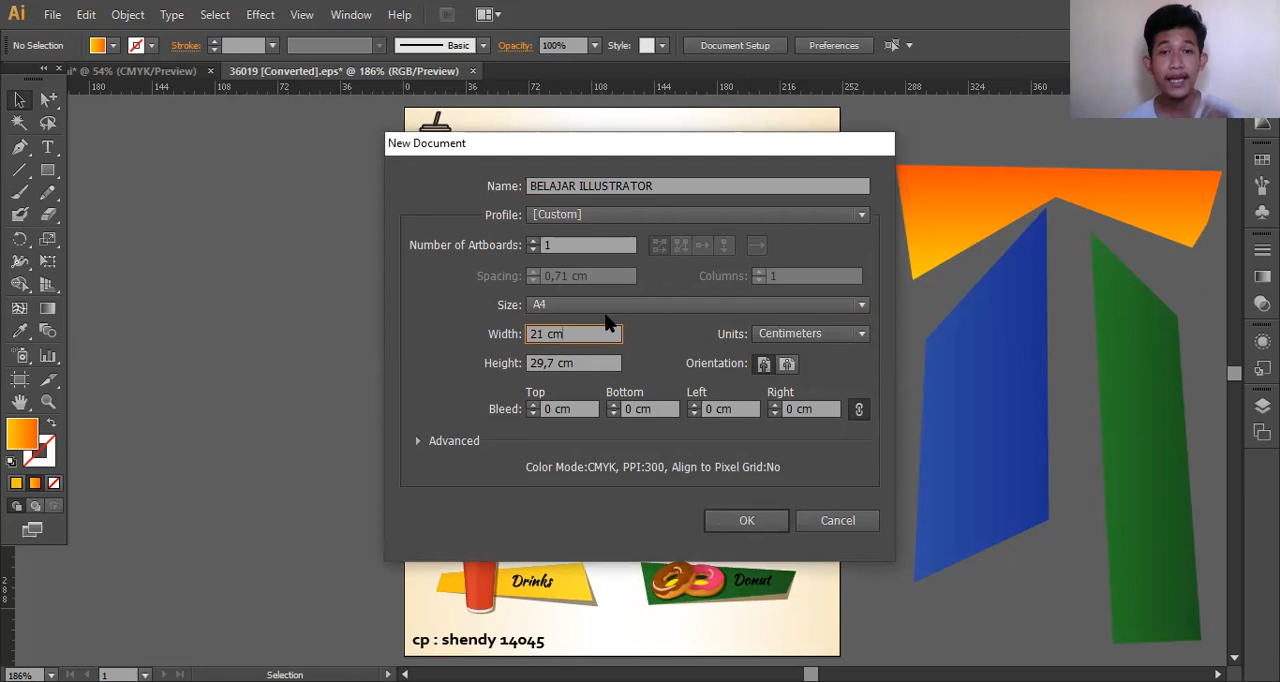 Ai File Edit Object Type Select Effect View Window Help
No Selection Stroke: Basic Opacity: 100% Style: Document Setup Preferences
* @ 54% (CMYK/Preview) × 36019 [Converted].eps* @ 186% (RGB/Preview) ×
180 144 108 72 36 0 36 72 108 144 180 216 252 288 324 360
New Document
Name: BELAJAR ILLUSTRATOR
Profile: [Custom]
Number of Artboards: 1
Spacing: 0,71 cm Columns: 1
Size: A4
Width: 21 cm Units: Centimeters
Height: 29,7 cm Orientation:
Top Bottom Left Right
Bleed: 0 cm 0 cm 0 cm 0 cm
Advanced
Color Mode:CMYK, PPI:300, Align to Pixel Grid:No
OK Cancel
Drinks Donut
cp : shendy 14045
186% 1 Selection